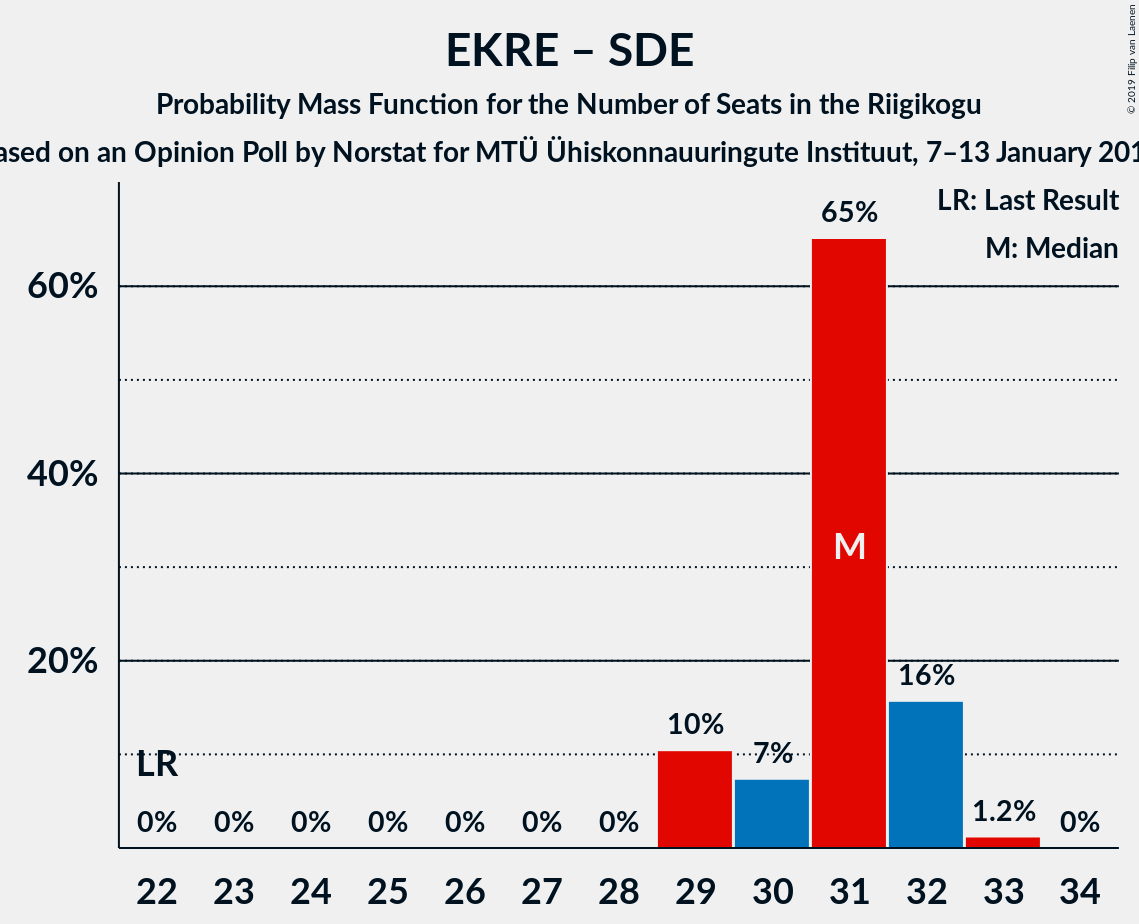 EKRE – SDE
Probability Mass Function for the Number of Seats in the Riigikogu
ased on an Opinion Poll by Norstat for MTÜ Ühiskonnauuringute Instituut, 7–13 January 201
© 2019 Filip van Laenen
LR: Last Result
M: Median
60%
40%
20%
LR
0%
0%
0%
0%
0%
0%
0%
10%
7%
65%
M
16%
1.2%
0%
22 23 24 25 26 27 28 29 30 31 32 33 34